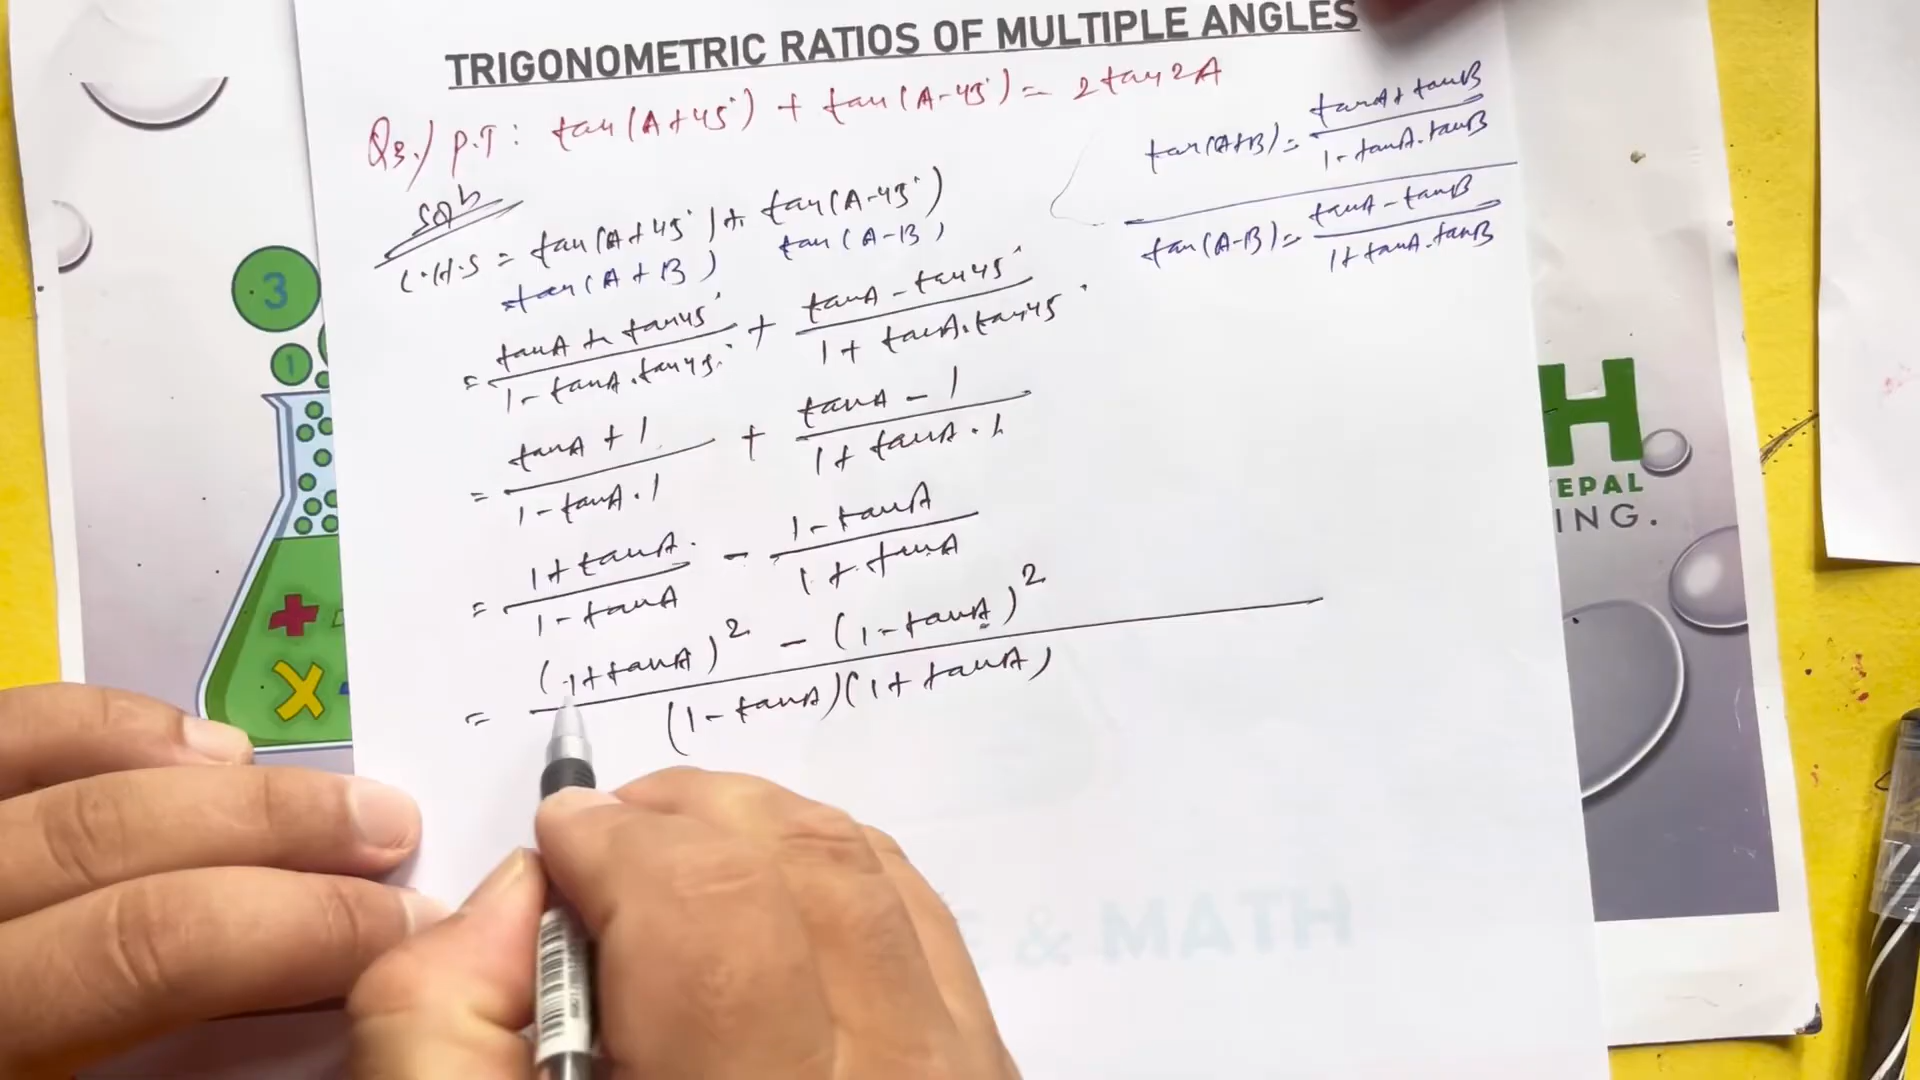 TRIGONOMETRIC RATIOS OF MULTIPLE ANGLES
Q3.) P.T: tan(A+45°) + tan(A-45°) = 2tan2A
tan(A+B) = (tanA + tanB) / (1 - tanA.tanB)
tan(A-B) = (tanA - tanB) / (1 + tanA.tanB)
L.H.S = tan(A+45°) + tan(A-45°)
tan(A+B) tan(A-B)
= (tanA + tan45°) / (1 - tanA.tan45°) + (tanA - tan45°) / (1 + tanA.tan45°)
= (tanA + 1) / (1 - tanA.1) + (tanA - 1) / (1 + tanA.1)
= (1 + tanA) / (1 - tanA) - (1 - tanA) / (1 + tanA)
= ((1 + tanA)² - (1 - tanA)²) / ((1 - tanA)(1 + tanA))
3
1
H
EPAL
ING.
& MATH